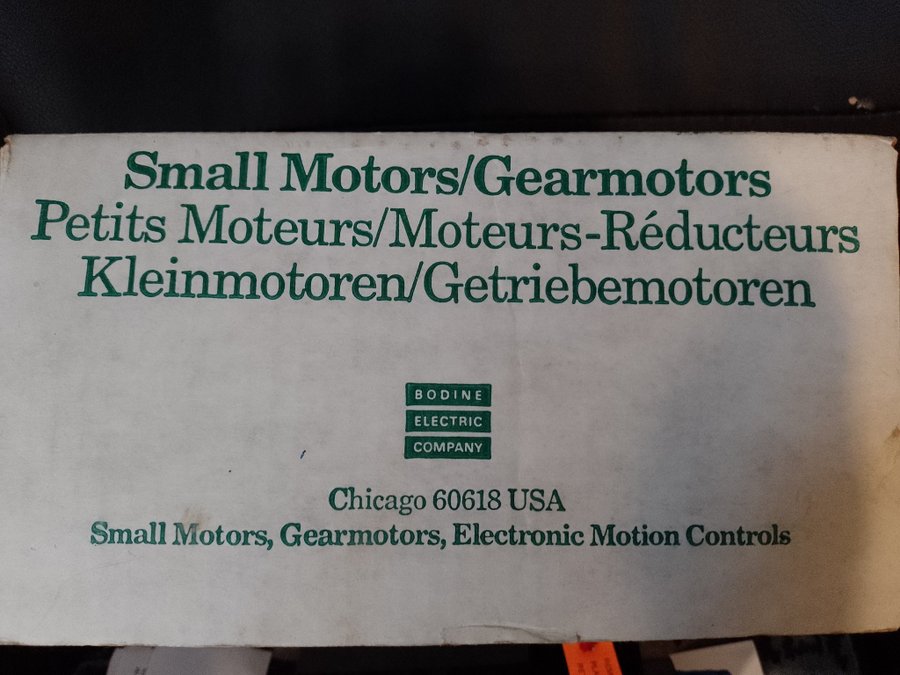 Small Motors/Gearmotors
Petits Moteurs/Moteurs-Réducteurs
Kleinmotoren/Getriebemotoren
BODINE
ELECTRIC
COMPANY
Chicago 60618 USA
Small Motors, Gearmotors, Electronic Motion Controls